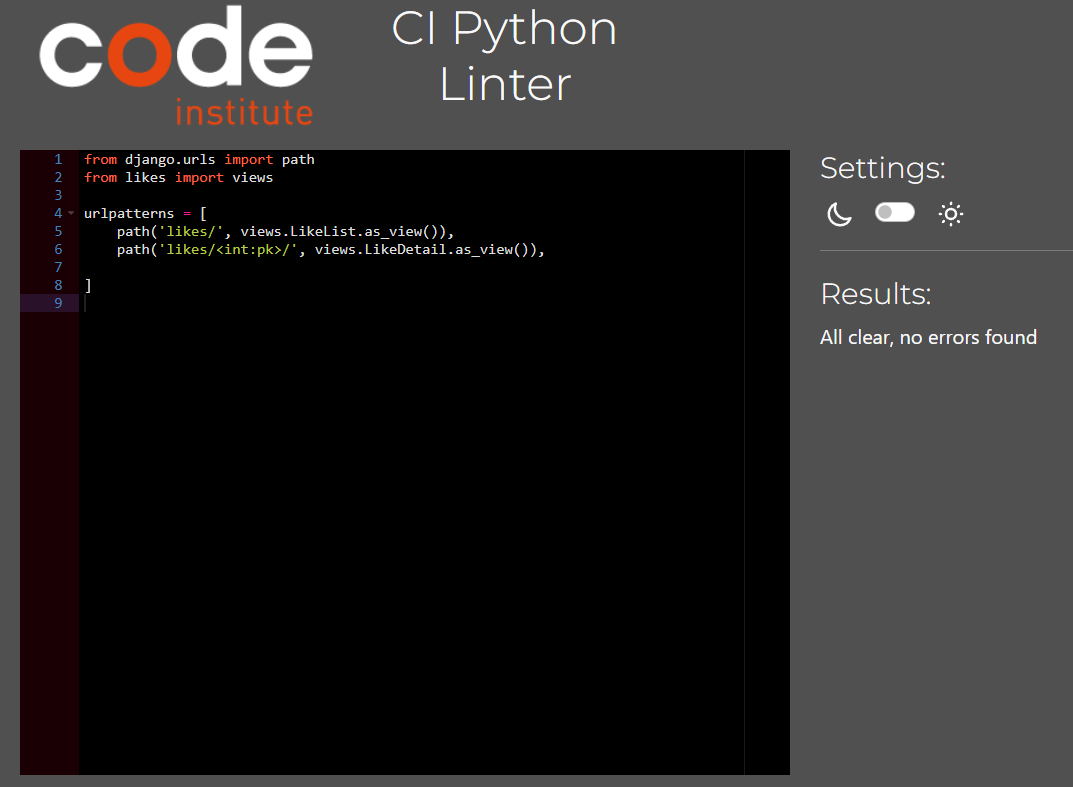 code
institute
CI Python
Linter
1 from django.urls import path
2 from likes import views
3
4 urlpatterns = [
5     path('likes/', views.LikeList.as_view()),
6     path('likes/<int:pk>/', views.LikeDetail.as_view()),
7
8 ]
9
Settings:
Results:
All clear, no errors found